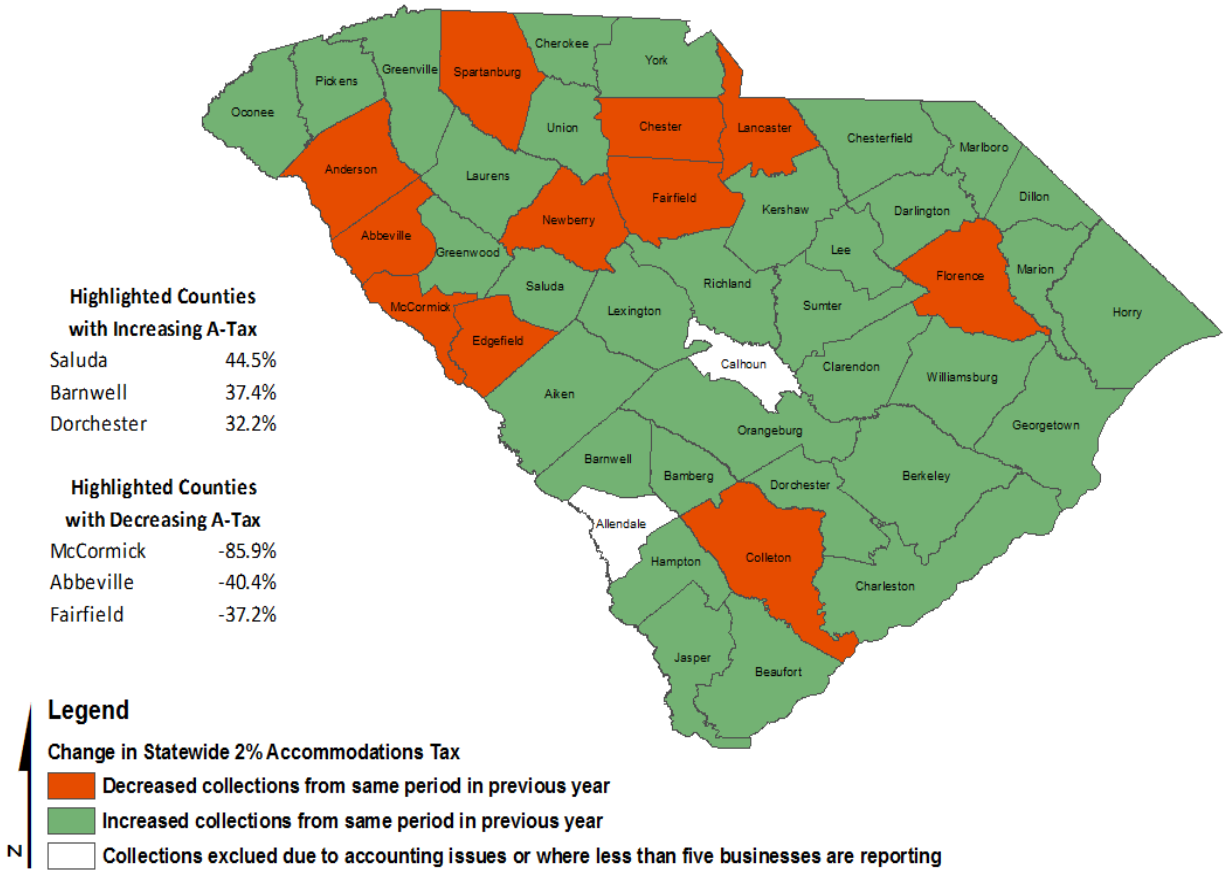 Cherokee
York
Spartanburg
Greenville
Pickens
Oconee
Union
Chester
Lancaster
Chesterfield
Marlboro
Anderson
Laurens
Dillon
Newberry
Fairfield
Kershaw
Darlington
Abbeville
Greenwood
Lee
Florence
Marion
Saluda
Richland
McCormick
Lexington
Sumter
Horry
Edgefield
Calhoun
Clarendon
Williamsburg
Aiken
Georgetown
Orangeburg
Barnwell
Bamberg
Dorchester
Berkeley
Allendale
Colleton
Hampton
Charleston
Jasper
Beaufort
Highlighted Counties
with Increasing A-Tax
Saluda 44.5%
Barnwell 37.4%
Dorchester 32.2%
Highlighted Counties
with Decreasing A-Tax
McCormick -85.9%
Abbeville -40.4%
Fairfield -37.2%
Legend
Change in Statewide 2% Accommodations Tax
Decreased collections from same period in previous year
Increased collections from same period in previous year
Collections exclued due to accounting issues or where less than five businesses are reporting
N